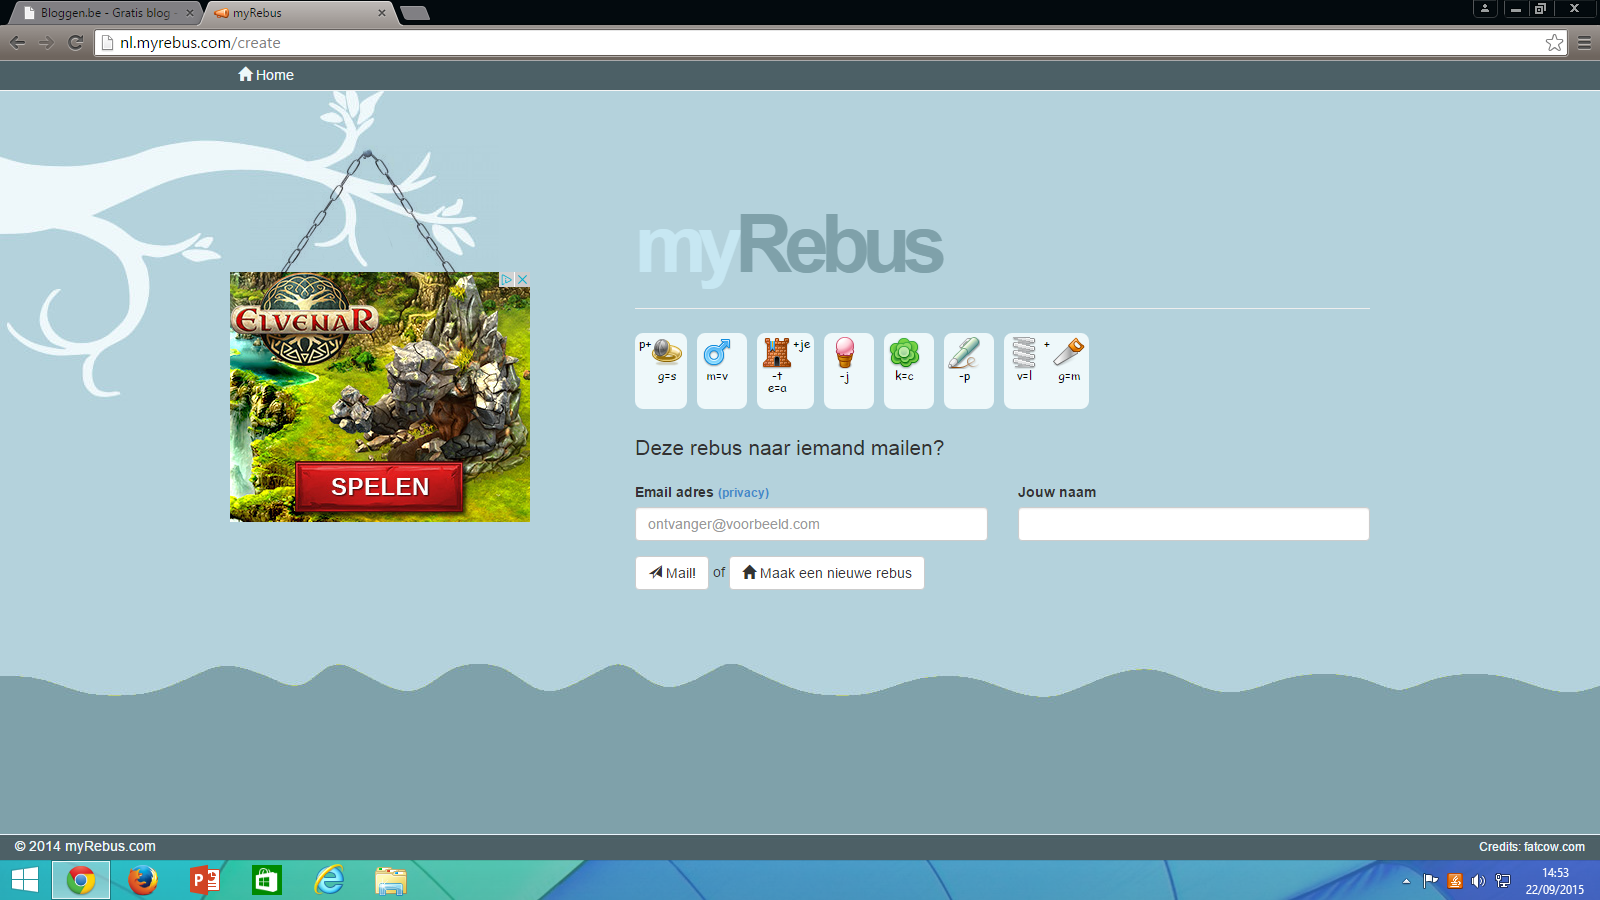 Bloggen.be - Gratis blog -
myRebus
nl.myrebus.com/create
Home
myRebus
p+
g=s
m=v
+je
-t
e=a
-j
k=c
-p
v=l
+
g=m
ELVENAR
SPELEN
Deze rebus naar iemand mailen?
Email adres (privacy)
Jouw naam
ontvanger@voorbeeld.com
Mail! of Maak een nieuwe rebus
© 2014 myRebus.com
Credits: fatcow.com
14:53
22/09/2015